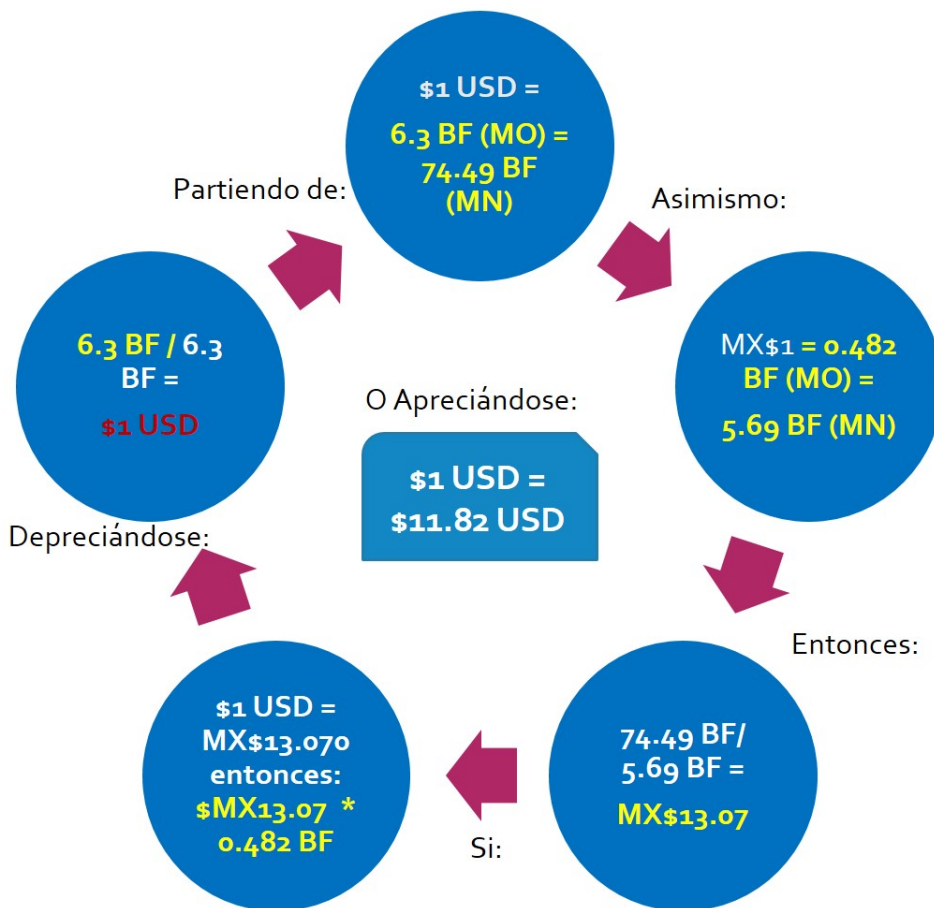 Partiendo de:
$1 USD =
6.3 BF (MO) =
74.49 BF
(MN)
Asimismo:
MX$1 = 0.482
BF (MO) =
5.69 BF (MN)
Entonces:
74.49 BF/
5.69 BF =
MX$13.07
Si:
$1 USD =
MX$13.070
entonces:
$MX13.07 *
0.482 BF
Depreciándose:
6.3 BF / 6.3
BF =
$1 USD
O Apreciándose:
$1 USD =
$11.82 USD